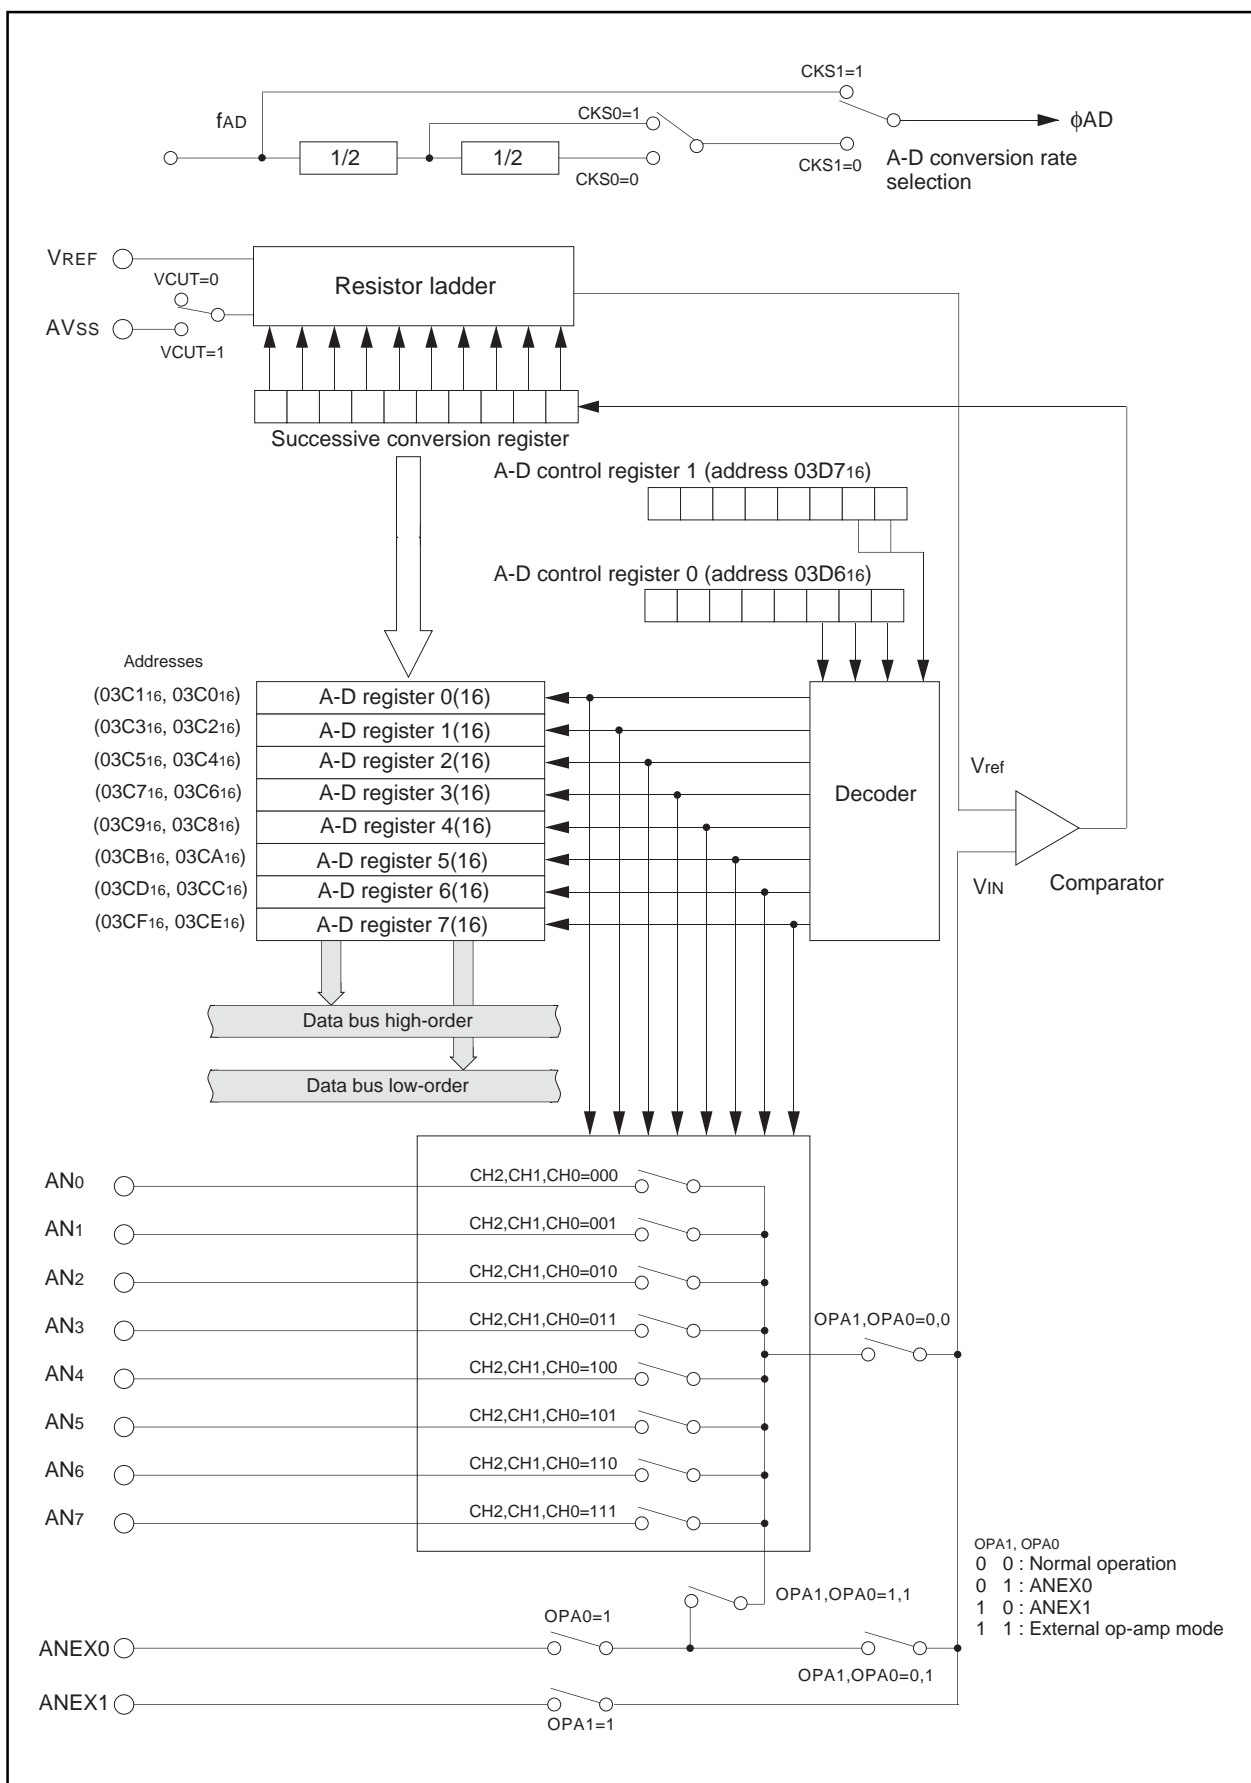 CKS1=1
fAD
CKS0=1
1/2
1/2
ϕAD
CKS0=0
CKS1=0
A-D conversion rate
selection
VREF
VCUT=0
Resistor ladder
AVSS
VCUT=1
Successive conversion register
A-D control register 1 (address 03D716)
A-D control register 0 (address 03D616)
Addresses
(03C116, 03C016)
A-D register 0(16)
(03C316, 03C216)
A-D register 1(16)
(03C516, 03C416)
A-D register 2(16)
(03C716, 03C616)
A-D register 3(16)
(03C916, 03C816)
A-D register 4(16)
(03CB16, 03CA16)
A-D register 5(16)
(03CD16, 03CC16)
A-D register 6(16)
(03CF16, 03CE16)
A-D register 7(16)
Decoder
Vref
VIN
Comparator
Data bus high-order
Data bus low-order
AN0
CH2,CH1,CH0=000
AN1
CH2,CH1,CH0=001
AN2
CH2,CH1,CH0=010
AN3
CH2,CH1,CH0=011
OPA1,OPA0=0,0
AN4
CH2,CH1,CH0=100
AN5
CH2,CH1,CH0=101
AN6
CH2,CH1,CH0=110
AN7
CH2,CH1,CH0=111
OPA1, OPA0
0 0 : Normal operation
0 1 : ANEX0
1 0 : ANEX1
1 1 : External op-amp mode
OPA1,OPA0=1,1
OPA0=1
ANEX0
OPA1,OPA0=0,1
ANEX1
OPA1=1